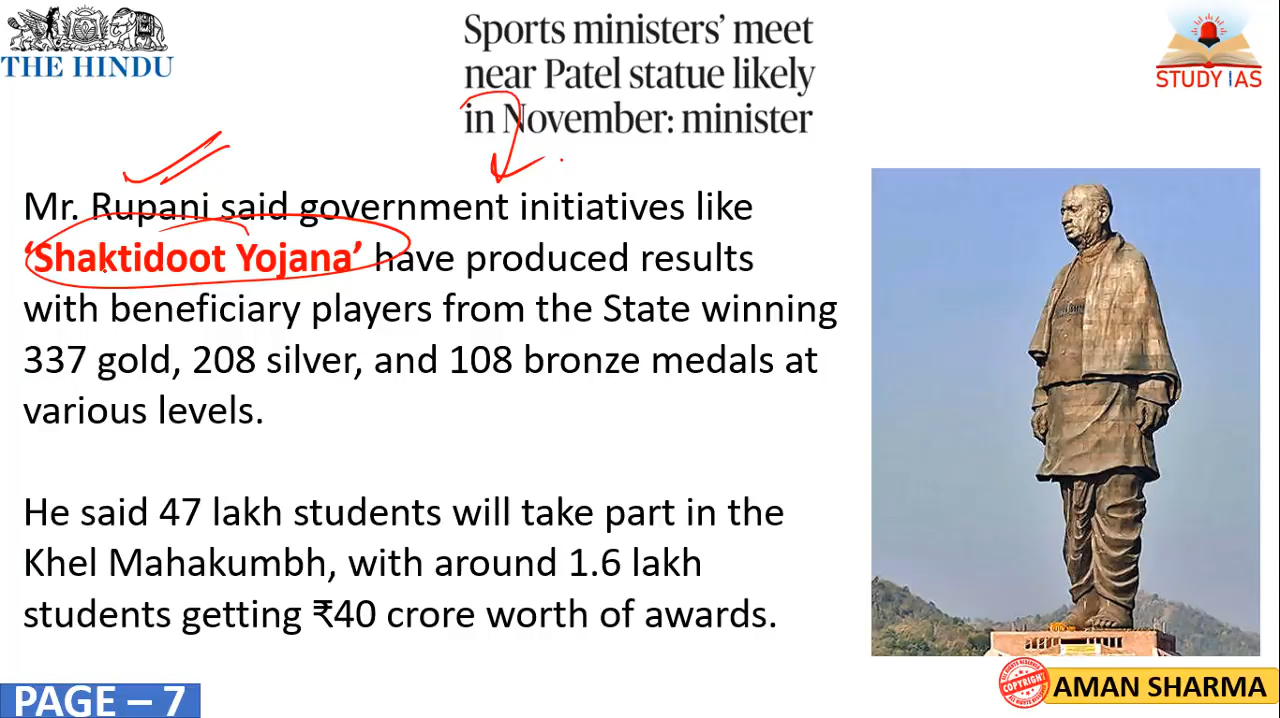 THE HINDU
Sports ministers’ meet
near Patel statue likely
in November: minister
STUDY IAS
Mr. Rupani said government initiatives like
‘Shaktidoot Yojana’ have produced results
with beneficiary players from the State winning
337 gold, 208 silver, and 108 bronze medals at
various levels.
He said 47 lakh students will take part in the
Khel Mahakumbh, with around 1.6 lakh
students getting ₹40 crore worth of awards.
PAGE – 7
COPYRIGHT
AMAN SHARMA